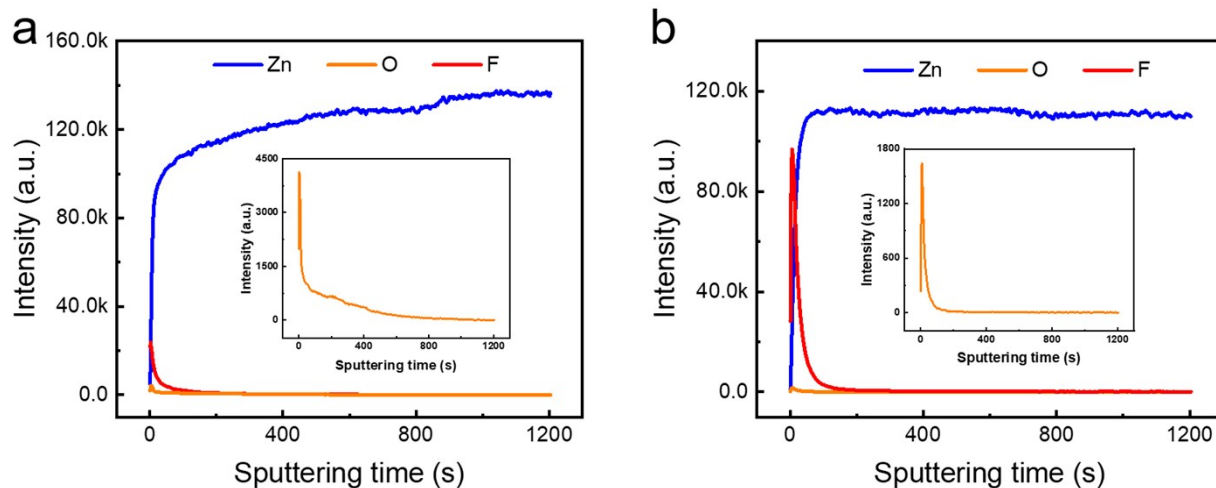 a
Zn O F
Intensity (a.u.)
160.0k
120.0k
80.0k
40.0k
0.0
0 400 800 1200
Sputtering time (s)
Intensity (a.u.)
4500
3000
1500
0
0 400 800 1200
Sputtering time (s)
b
Zn O F
Intensity (a.u.)
120.0k
80.0k
40.0k
0.0
0 400 800 1200
Sputtering time (s)
Intensity (a.u.)
1800
1200
600
0
0 400 800 1200
Sputtering time (s)